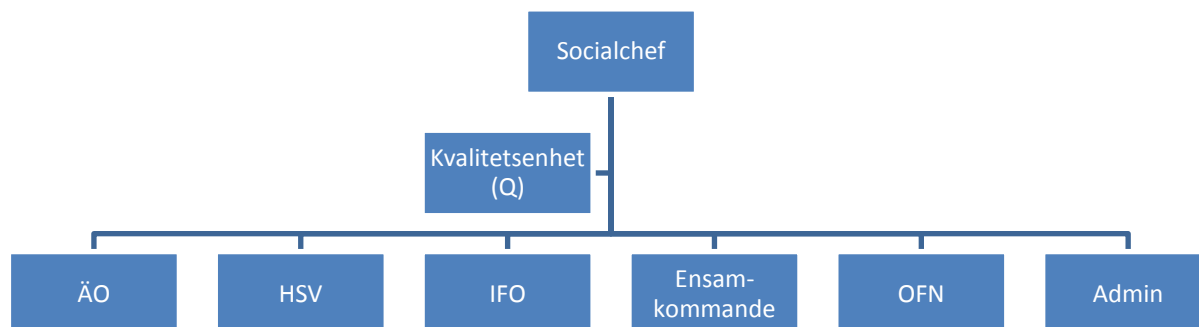 Socialchef
Kvalitetsenhet
(Q)
ÄO
HSV
IFO
Ensam-
kommande
OFN
Admin